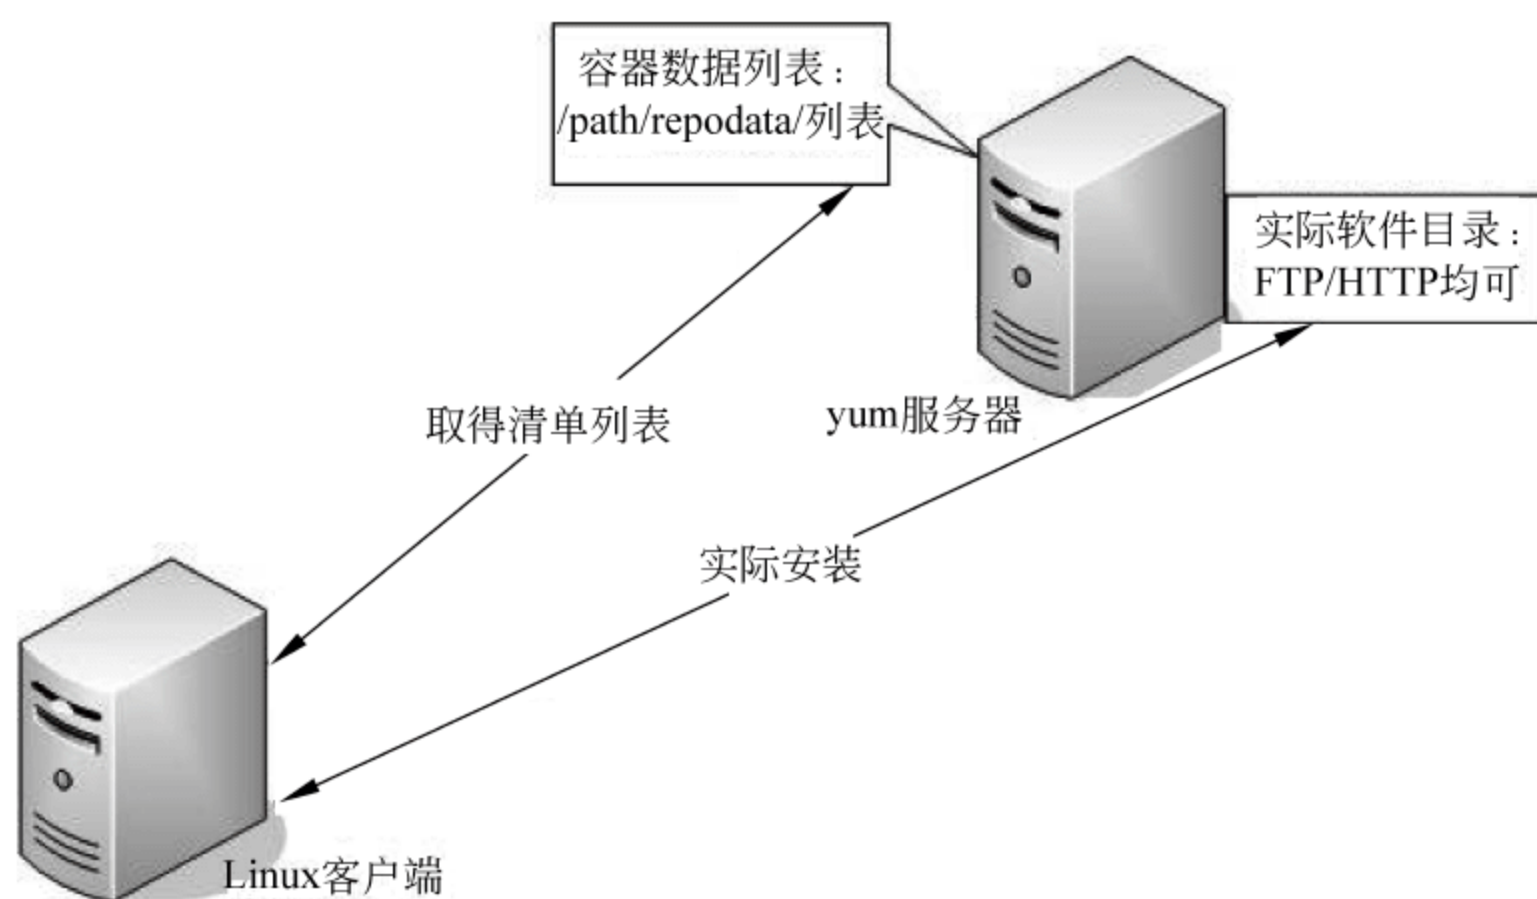 容器数据列表：
/path/repodata/列表
实际软件目录：
FTP/HTTP均可
取得清单列表
yum服务器
实际安装
Linux客户端